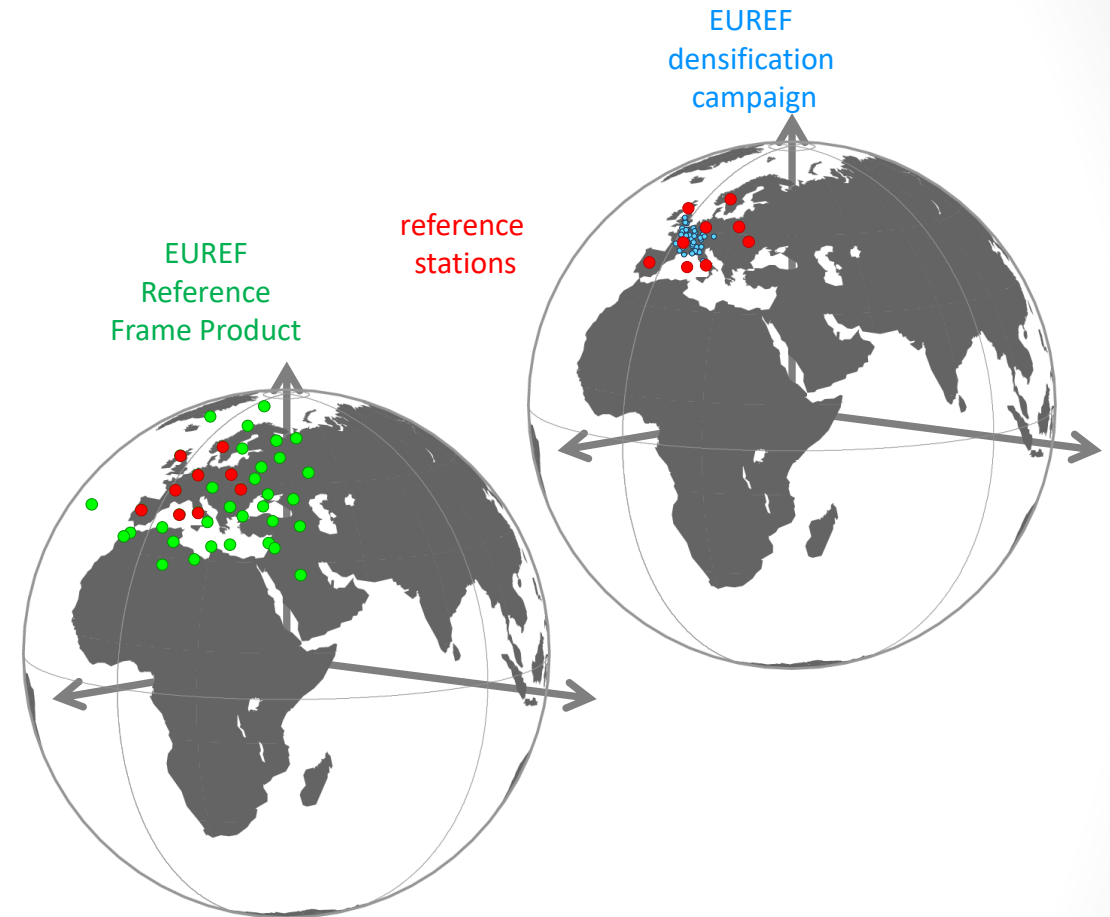 EUREF
densification
campaign
reference
stations
EUREF
Reference
Frame Product